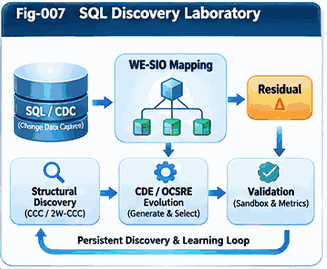 Fig-007 SQL Discovery Laboratory
SQL / CDC
(Change Data Capture)
WE-SIO Mapping
Residual
Δ
Structural
Discovery
(CCC / 2W-CCC)
CDE / OCSRE
Evolution
(Generate & Select)
Validation
(Sandbox & Metrics)
Persistent Discovery & Learning Loop